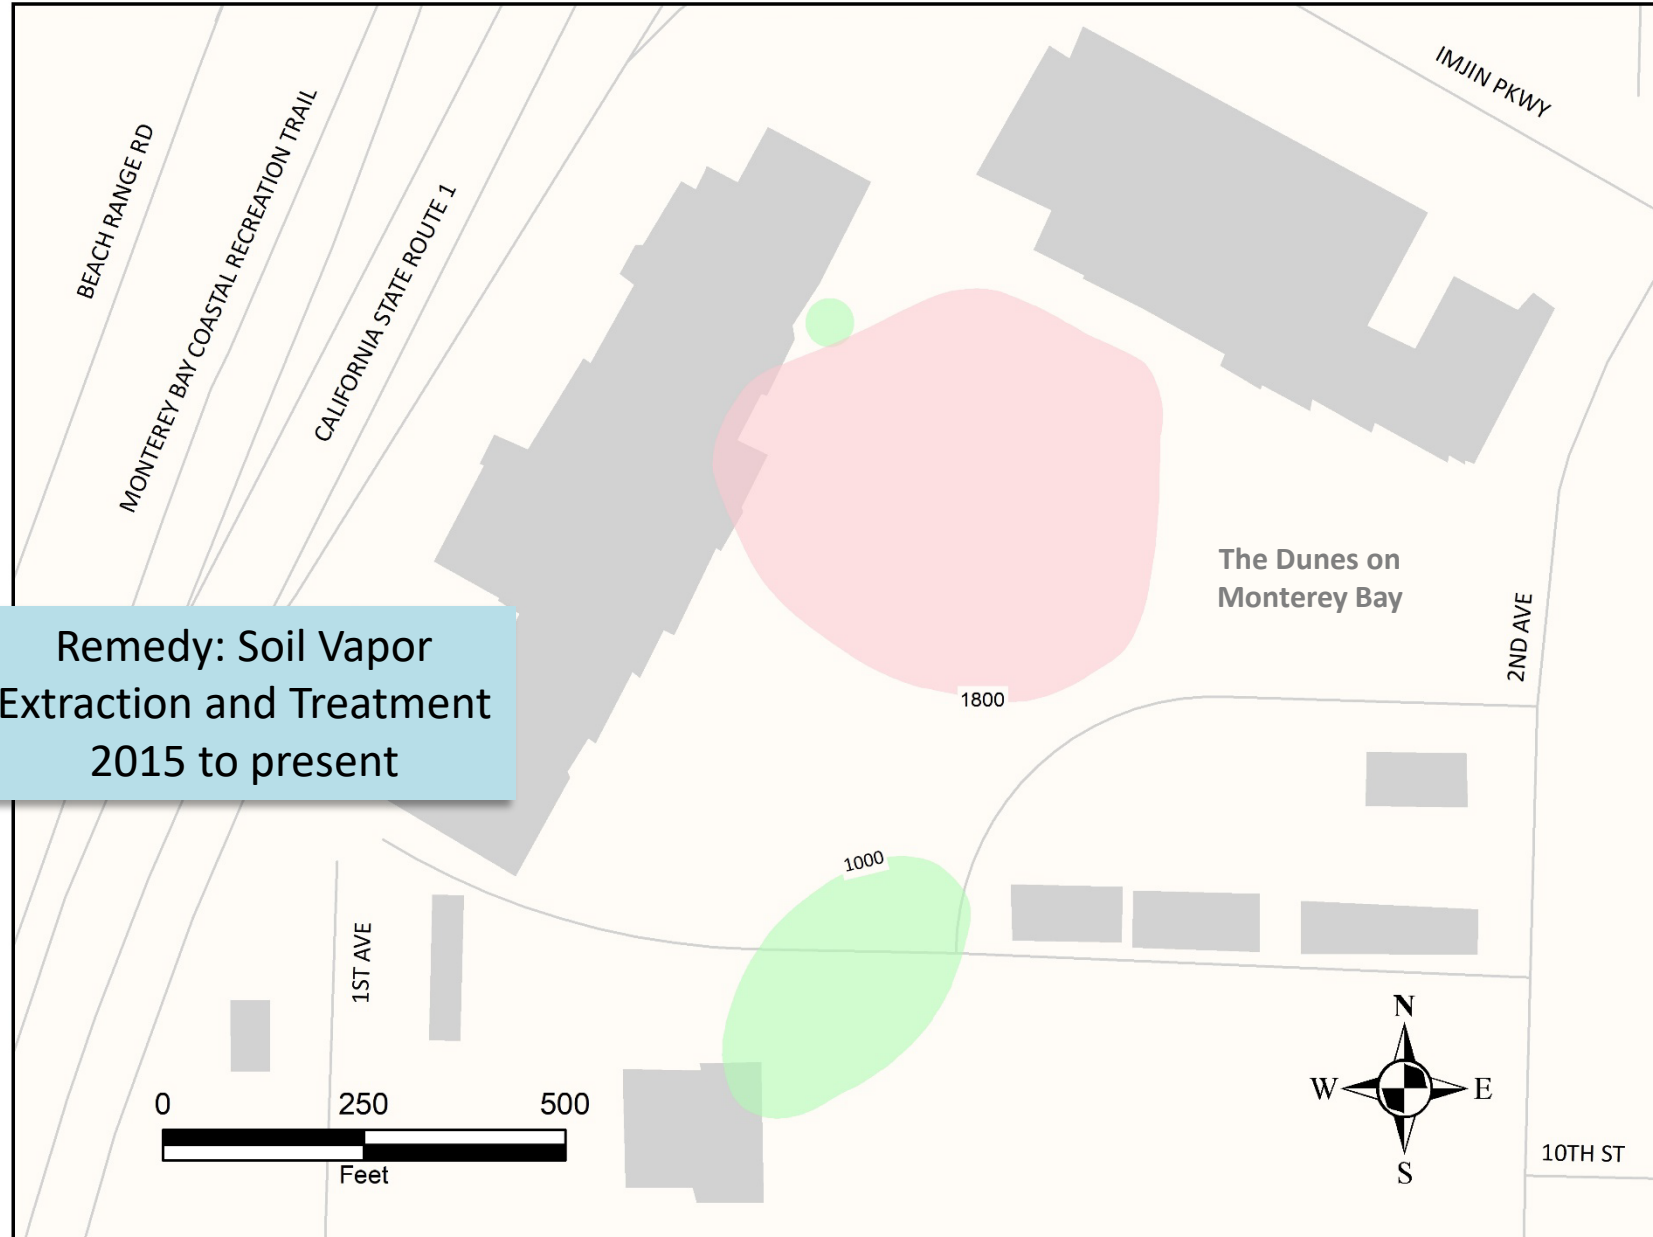 IMJIN PKWY
BEACH RANGE RD
MONTEREY BAY COASTAL RECREATION TRAIL
CALIFORNIA STATE ROUTE 1
The Dunes on
Monterey Bay
2ND AVE
Remedy: Soil Vapor
Extraction and Treatment
2015 to present
1800
1000
1ST AVE
0 250 500
Feet
N
W E
S
10TH ST